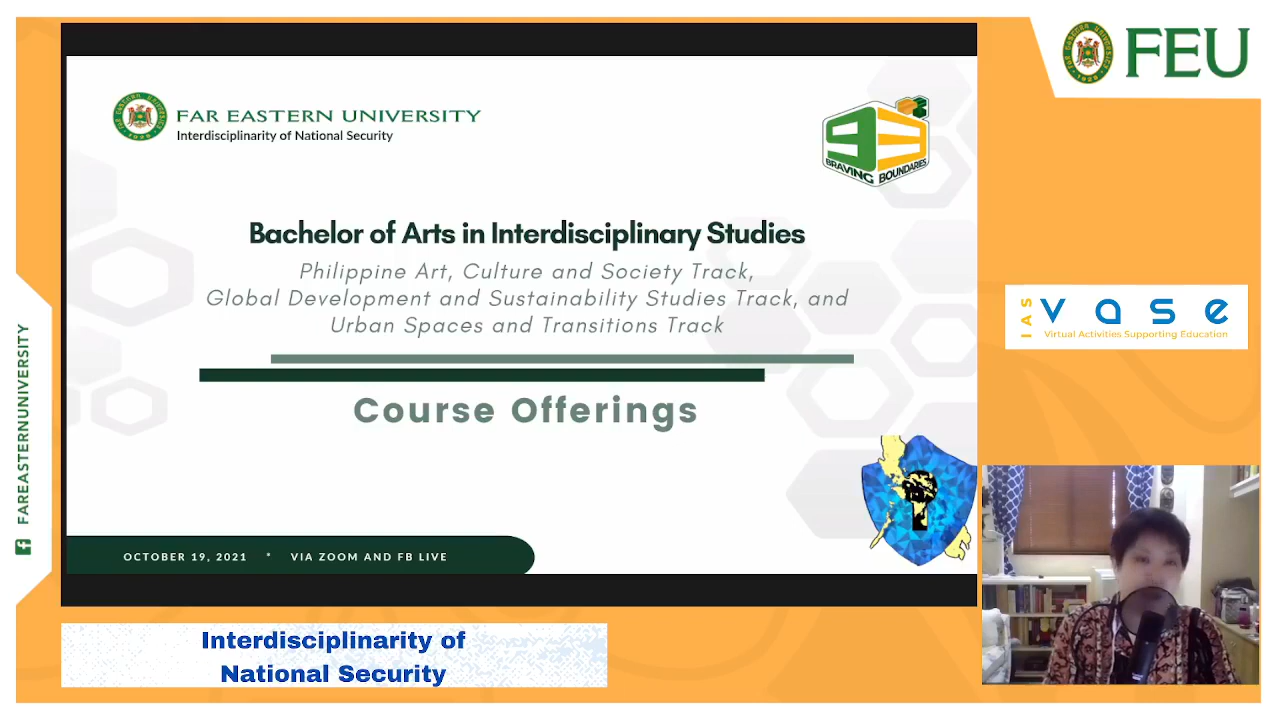 FEU
FAR EASTERN UNIVERSITY
Interdisciplinarity of National Security
BRAVING BOUNDARIES
Bachelor of Arts in Interdisciplinary Studies
Philippine Art, Culture and Society Track,
Global Development and Sustainability Studies Track, and
Urban Spaces and Transitions Track
Course Offerings
OCTOBER 19, 2021 * VIA ZOOM AND FB LIVE
FAREASTERNUNIVERSITY
IAS
vase
Virtual Activities Supporting Education
Interdisciplinarity of
National Security